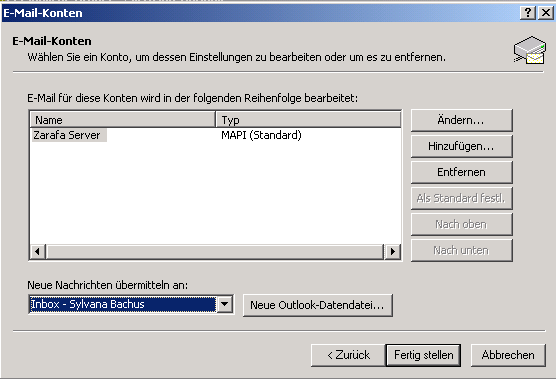 E-Mail-Konten
E-Mail-Konten
Wählen Sie ein Konto, um dessen Einstellungen zu bearbeiten oder um es zu entfernen.
E-Mail für diese Konten wird in der folgenden Reihenfolge bearbeitet:
Name Typ
Zarafa Server MAPI (Standard)
Ändern...
Hinzufügen...
Entfernen
Als Standard festl.
Nach oben
Nach unten
Neue Nachrichten übermitteln an:
Inbox - Sylvana Bachus
Neue Outlook-Datendatei...
< Zurück Fertig stellen Abbrechen